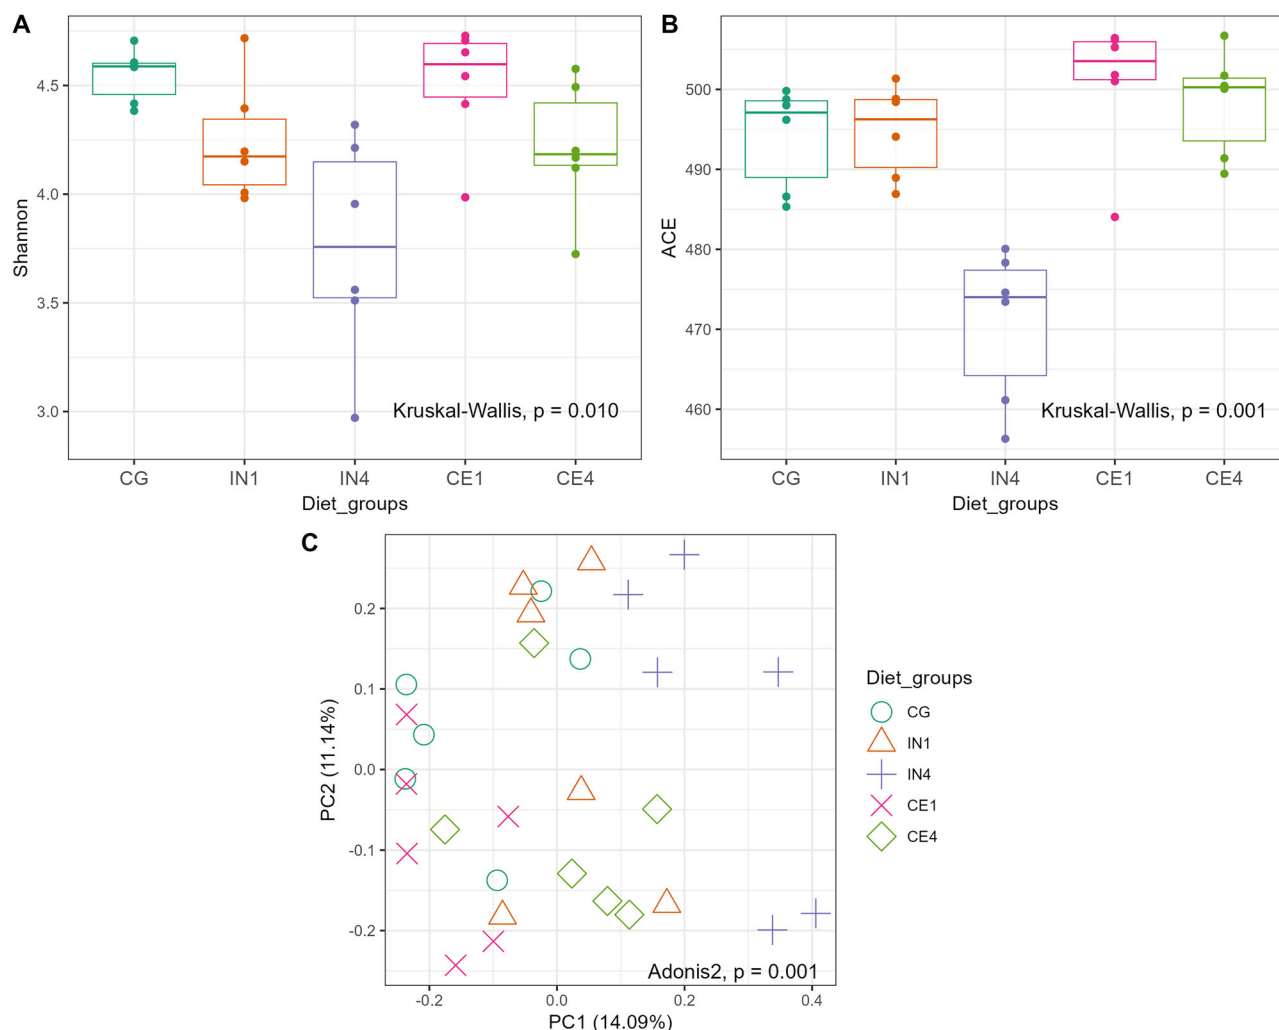 A
Shannon
4.5
4.0
3.5
3.0
Kruskal-Wallis, p = 0.010
CG IN1 IN4 CE1 CE4
Diet_groups
B
ACE
500
490
480
470
460
Kruskal-Wallis, p = 0.001
CG IN1 IN4 CE1 CE4
Diet_groups
C
PC2 (11.14%)
0.2
0.1
0.0
-0.1
-0.2
Adonis2, p = 0.001
-0.2 0.0 0.2 0.4
PC1 (14.09%)
Diet_groups
CG
IN1
IN4
CE1
CE4